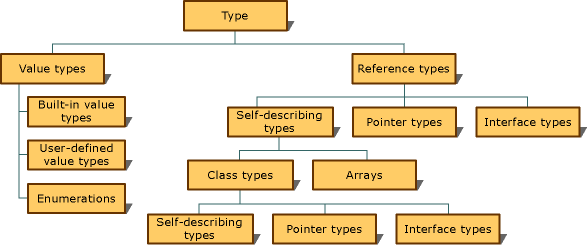 Type
Value types
Reference types
Built-in value
types
Self-describing
types
Pointer types
Interface types
User-defined
value types
Class types
Arrays
Enumerations
Self-describing
types
Pointer types
Interface types